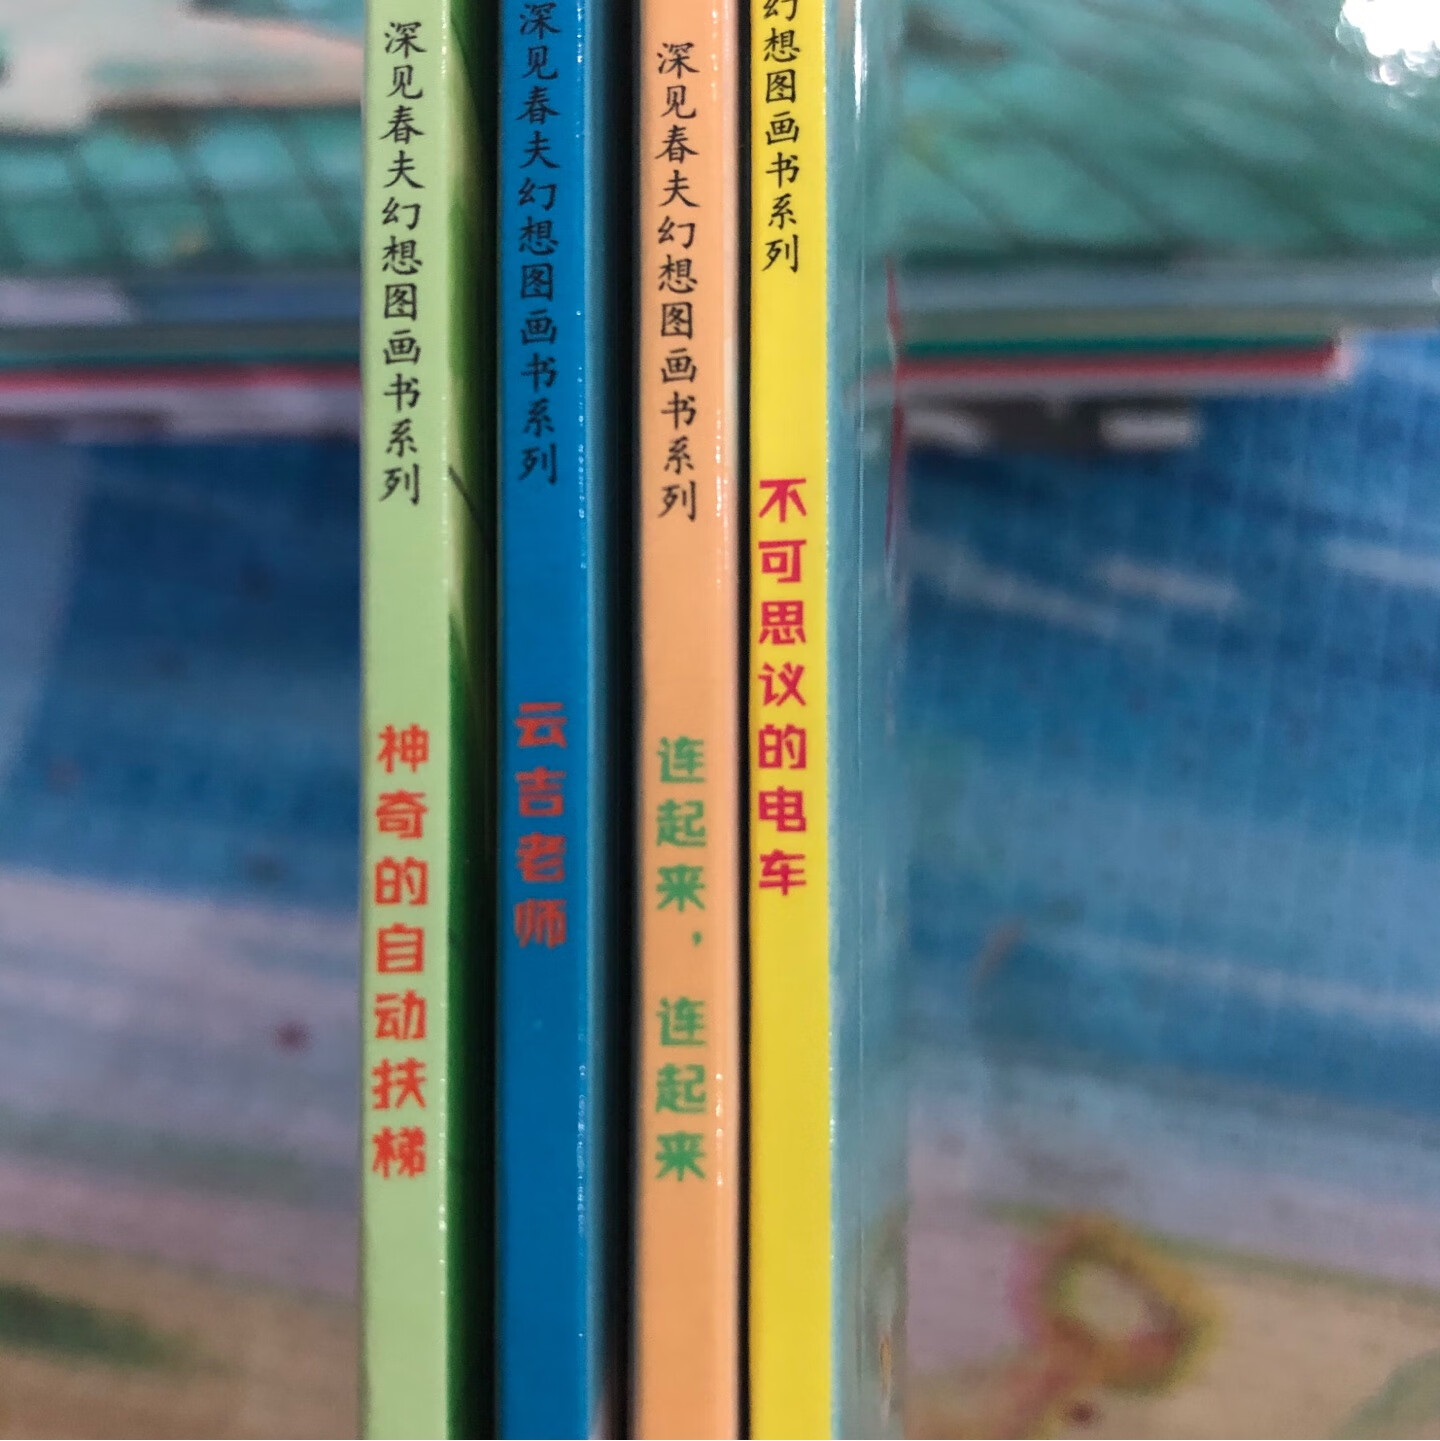 深见春夫幻想图画书系列
神奇的自动扶梯
深见春夫幻想图画书系列
云吉老师
深见春夫幻想图画书系列
连起来，连起来
幻想图画书系列
不可思议的电车